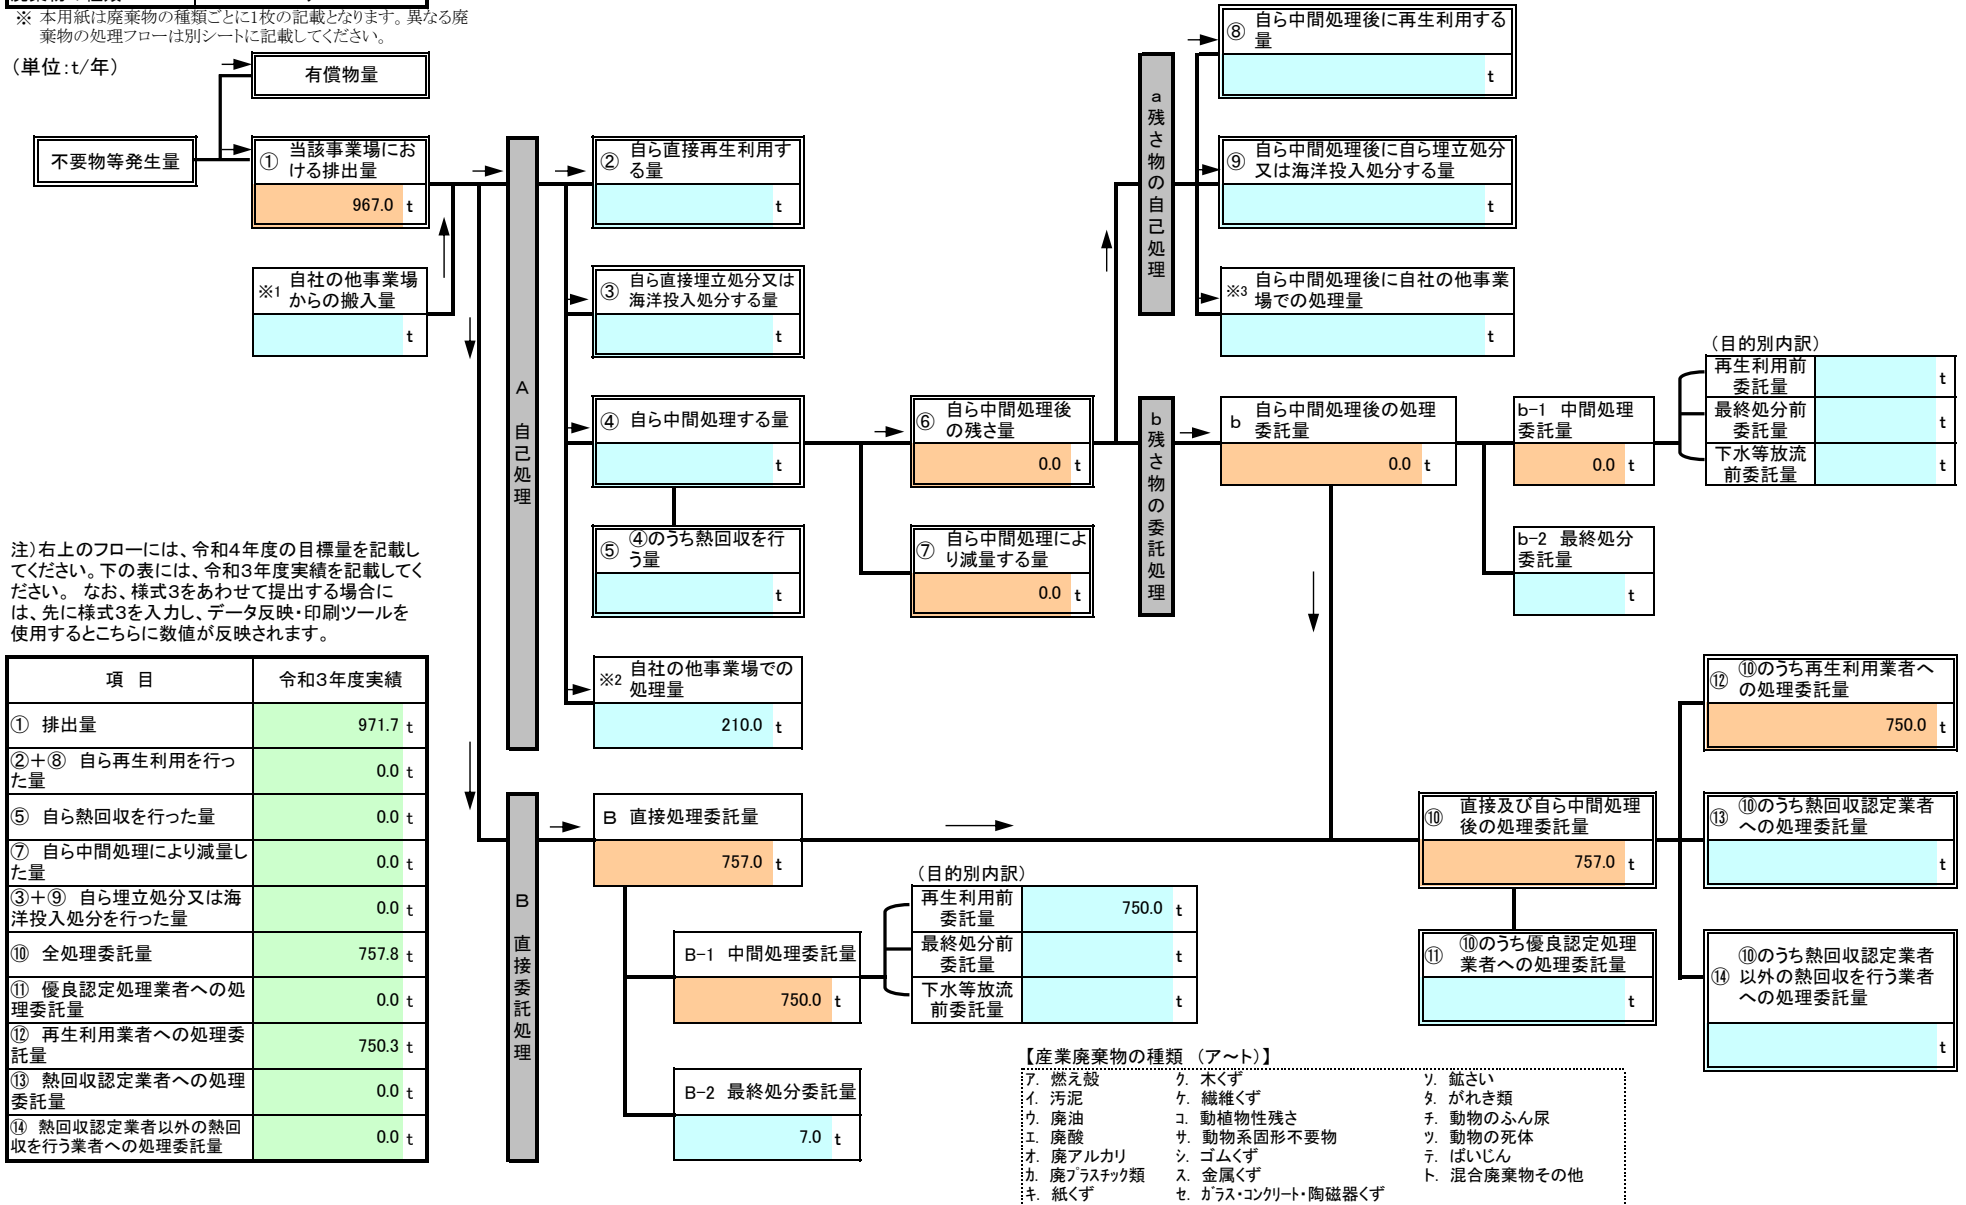 ※ 本用紙は廃棄物の種類ごとに1枚の記載となります。異なる廃
棄物の処理フローは別シートに記載してください。
（単位：t/年）
有償物量
不要物等発生量
① 当該事業場にお
ける排出量
967.0 t
※1 自社の他事業場
からの搬入量
t
A 自己処理
② 自ら直接再生利用す
る量
t
③ 自ら直接埋立処分又は
海洋投入処分する量
t
④ 自ら中間処理する量
t
⑤ ④のうち熱回収を行
う量
t
※2 自社の他事業場での
処理量
210.0 t
⑥ 自ら中間処理後
の残さ量
0.0 t
⑦ 自ら中間処理によ
り減量する量
0.0 t
a 残さ物の自己処理
⑧ 自ら中間処理後に再生利用する
量
t
⑨ 自ら中間処理後に自ら埋立処分
又は海洋投入処分する量
t
※3 自ら中間処理後に自社の他事業
場での処理量
t
b 残さ物の委託処理
b 自ら中間処理後の処理
委託量
0.0 t
b-1 中間処理
委託量
0.0 t
（目的別内訳）
再生利用前
委託量 t
最終処分前
委託量 t
下水等放流
前委託量 t
b-2 最終処分
委託量
t
注）右上のフローには、令和４年度の目標量を記載し
てください。下の表には、令和３年度実績を記載してく
ださい。 なお、様式３をあわせて提出する場合に
は、先に様式３を入力し、データ反映・印刷ツールを
使用するとこちらに数値が反映されます。
項 目 令和３年度実績
① 排出量 971.7 t
②＋⑧ 自ら再生利用を行っ
た量 0.0 t
⑤ 自ら熱回収を行った量 0.0 t
⑦ 自ら中間処理により減量し
た量 0.0 t
③＋⑨ 自ら埋立処分又は海
洋投入処分を行った量 0.0 t
⑩ 全処理委託量 757.8 t
⑪ 優良認定処理業者への処
理委託量 0.0 t
⑫ 再生利用業者への処理委
託量 750.3 t
⑬ 熱回収認定業者への処理
委託量 0.0 t
⑭ 熱回収認定業者以外の熱回
収を行う業者への処理委託量 0.0 t
B 直接委託処理
B 直接処理委託量
757.0 t
（目的別内訳）
再生利用前
委託量 750.0 t
最終処分前
委託量 t
下水等放流
前委託量 t
B-1 中間処理委託量
750.0 t
B-2 最終処分委託量
7.0 t
⑩ 直接及び自ら中間処理
後の処理委託量
757.0 t
⑪ ⑩のうち優良認定処理
業者への処理委託量
t
⑫ ⑩のうち再生利用業者へ
の処理委託量
750.0 t
⑬ ⑩のうち熱回収認定業者
への処理委託量
t
⑭ ⑩のうち熱回収認定業者
以外の熱回収を行う業者
への処理委託量
t
【産業廃棄物の種類 （ア～ト）】
ア. 燃え殻 ク. 木くず ソ. 鉱さい
イ. 汚泥 ケ. 繊維くず タ. がれき類
ウ. 廃油 コ. 動植物性残さ チ. 動物のふん尿
エ. 廃酸 サ. 動物系固形不要物 ツ. 動物の死体
オ. 廃アルカリ シ. ゴムくず テ. ばいじん
カ. 廃プラスチック類 ス. 金属くず ト. 混合廃棄物その他
キ. 紙くず セ. ガラス・コンクリート・陶磁器くず